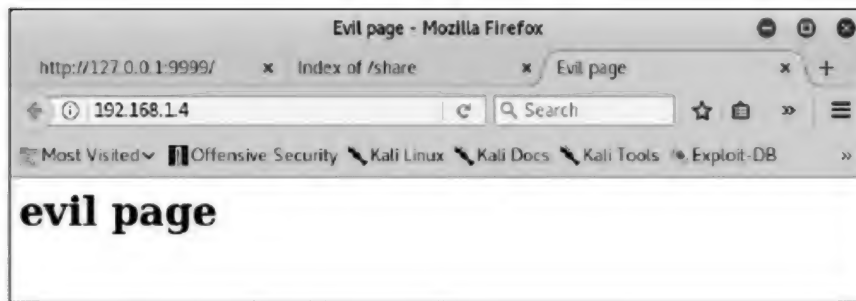 Evil page - Mozilla Firefox
http://127.0.0.1:9999/ Index of /share Evil page
192.168.1.4 Search
Most Visited Offensive Security Kali Linux Kali Docs Kali Tools Exploit-DB
evil page